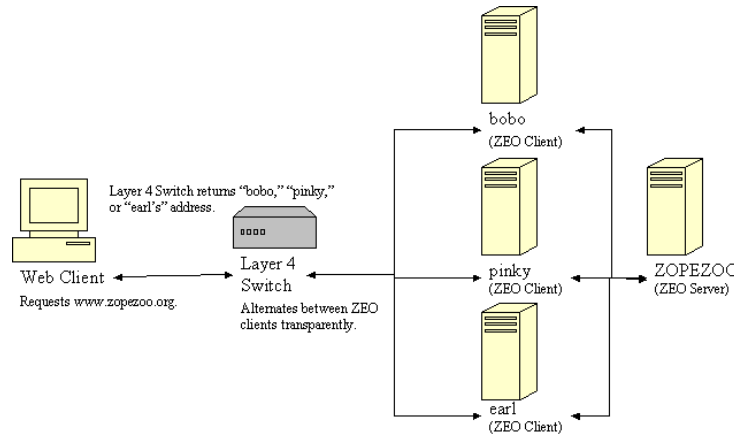 bobo
(ZEO Client)
Layer 4 Switch returns “bobo,” “pinky,”
or “earl's” address.
Web Client
Requests www.zopezoo.org.
Layer 4
Switch
Alternates between ZEO
clients transparently.
pinky
(ZEO Client)
ZOPEZOO
(ZEO Server)
earl
(ZEO Client)